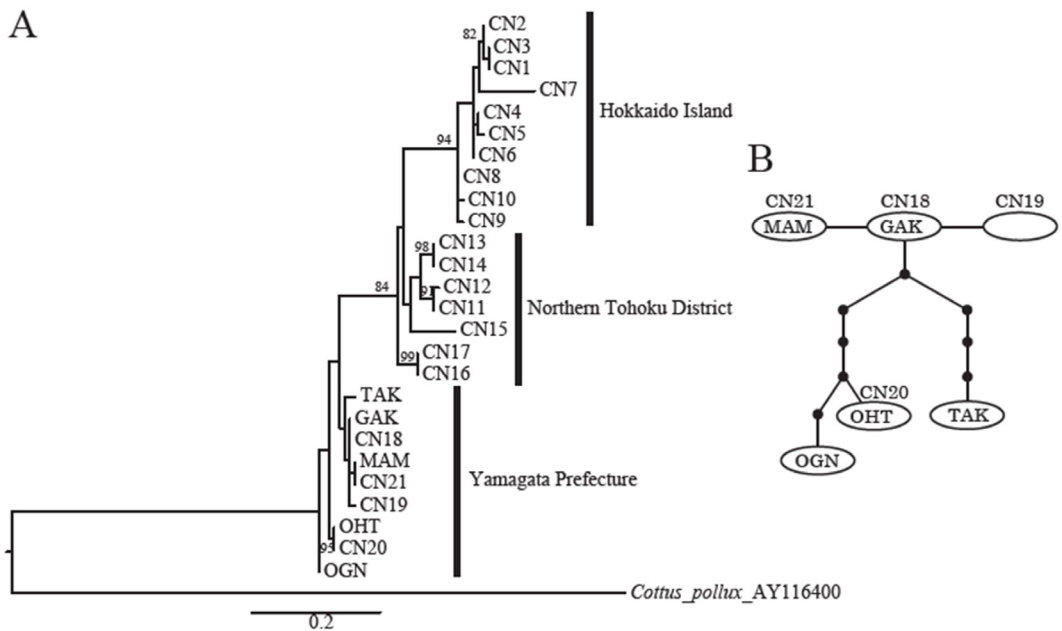 A
CN2
82
CN3
CN1
CN7
CN4
Hokkaido Island
CN5
94
CN6
CN8
CN10
CN9
CN13
98
CN14
CN12
91
CN11
Northern Tohoku District
84
CN15
CN17
99
CN16
TAK
GAK
CN18
MAM
Yamagata Prefecture
CN21
CN19
OHT
CN20
95
OGN
Cottus_pollux_AY116400
0.2
B
CN21 CN18 CN19
MAM GAK
CN20
OHT TAK
OGN